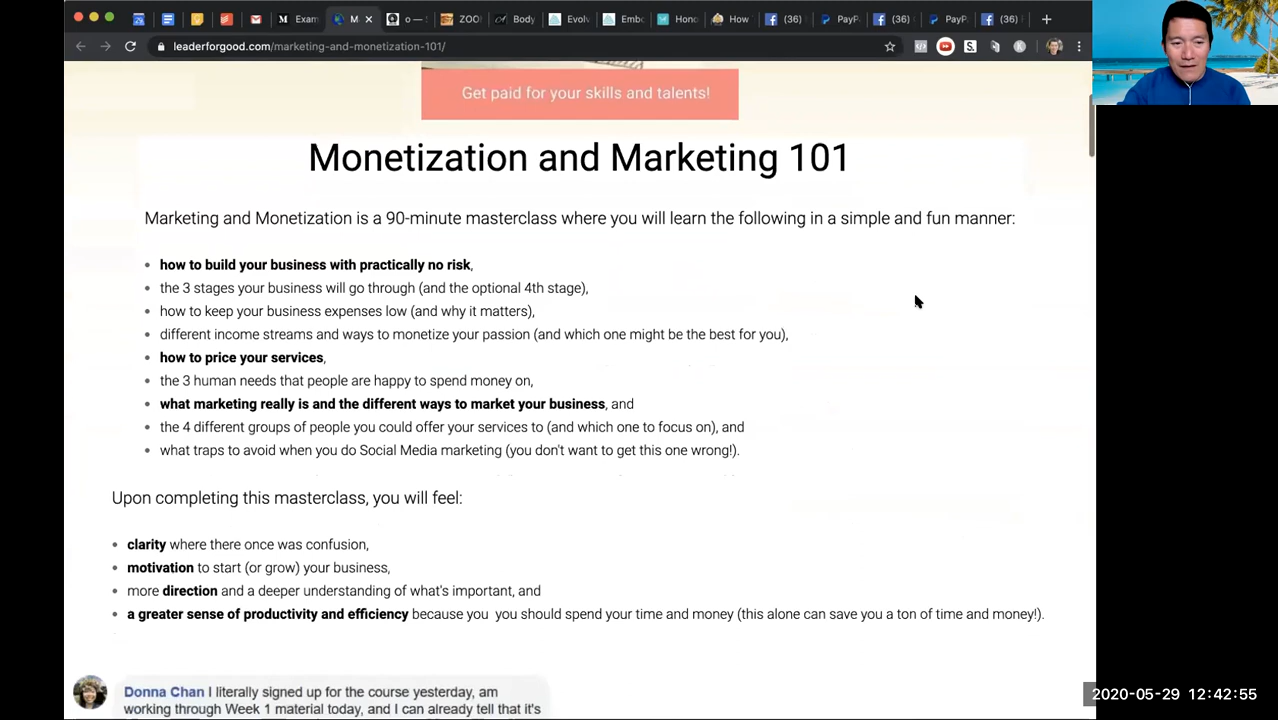 Exam
M
o —
ZOO
Body
Evolv
Embo
Hono
How
(36)
PayP
(36)
PayP
(36)
leaderforgood.com/marketing-and-monetization-101/
Get paid for your skills and talents!
Monetization and Marketing 101
Marketing and Monetization is a 90-minute masterclass where you will learn the following in a simple and fun manner:
• how to build your business with practically no risk,
• the 3 stages your business will go through (and the optional 4th stage),
• how to keep your business expenses low (and why it matters),
• different income streams and ways to monetize your passion (and which one might be the best for you),
• how to price your services,
• the 3 human needs that people are happy to spend money on,
• what marketing really is and the different ways to market your business, and
• the 4 different groups of people you could offer your services to (and which one to focus on), and
• what traps to avoid when you do Social Media marketing (you don't want to get this one wrong!).
Upon completing this masterclass, you will feel:
• clarity where there once was confusion,
• motivation to start (or grow) your business,
• more direction and a deeper understanding of what's important, and
• a greater sense of productivity and efficiency because you you should spend your time and money (this alone can save you a ton of time and money!).
Donna Chan I literally signed up for the course yesterday, am
working through Week 1 material today, and I can already tell that it's
2020-05-29 12:42:55